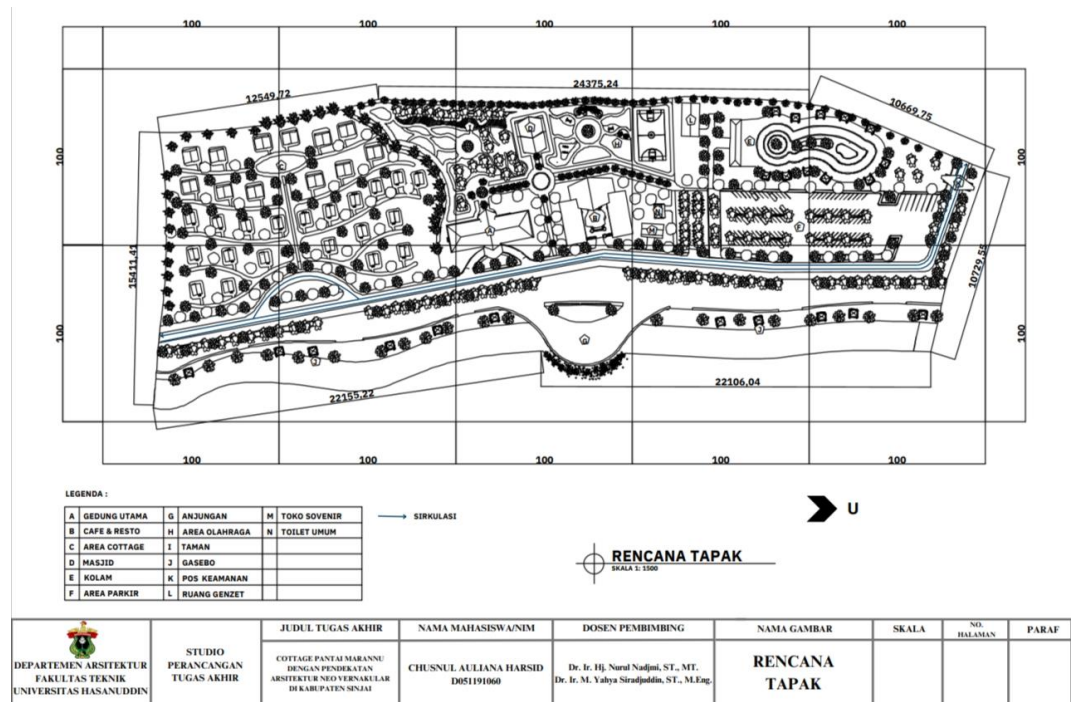 100 100 100 100 100
12549,72
24375,24
10669,75
100
100
15411,41
10729,55
100
100
22155,22
22106,04
100 100 100 100 100
C
I
D
H
L
E
A
B
M
F
G
J
J
LEGENDA :
A GEDUNG UTAMA G ANJUNGAN M TOKO SOVENIR
B CAFE & RESTO H AREA OLAHRAGA N TOILET UMUM
C AREA COTTAGE I TAMAN
D MASJID J GASEBO
E KOLAM K POS KEAMANAN
F AREA PARKIR L RUANG GENZET
SIRKULASI
U
RENCANA TAPAK
SKALA 1: 1500
DEPARTEMEN ARSITEKTUR
FAKULTAS TEKNIK
UNIVERSITAS HASANUDDIN
STUDIO
PERANCANGAN
TUGAS AKHIR
JUDUL TUGAS AKHIR
COTTAGE PANTAI MARANNU
DENGAN PENDEKATAN
ARSITEKTUR NEO VERNAKULAR
DI KABUPATEN SINJAI
NAMA MAHASISWA/NIM
CHUSNUL AULIANA HARSID
D051191060
DOSEN PEMBIMBING
Dr. Ir. Hj. Nurul Nadjmi, ST., MT.
Dr. Ir. M. Yahya Siradjuddin, ST., M.Eng.
NAMA GAMBAR
RENCANA
TAPAK
SKALA
NO.
HALAMAN
PARAF